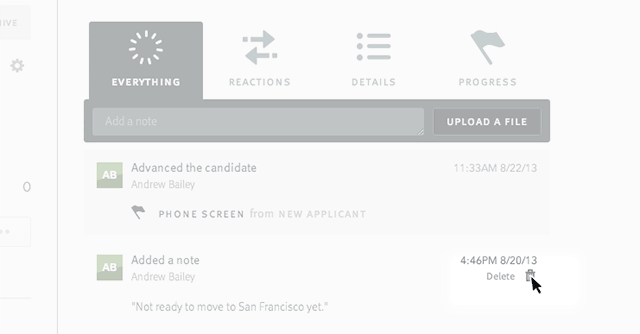 IVE
EVERYTHING
REACTIONS
DETAILS
PROGRESS
Add a note
UPLOAD A FILE
AB
Advanced the candidate
11:33AM 8/22/13
Andrew Bailey
PHONE SCREEN from NEW APPLICANT
0
AB
Added a note
4:46PM 8/20/13
Andrew Bailey
Delete
"Not ready to move to San Francisco yet."